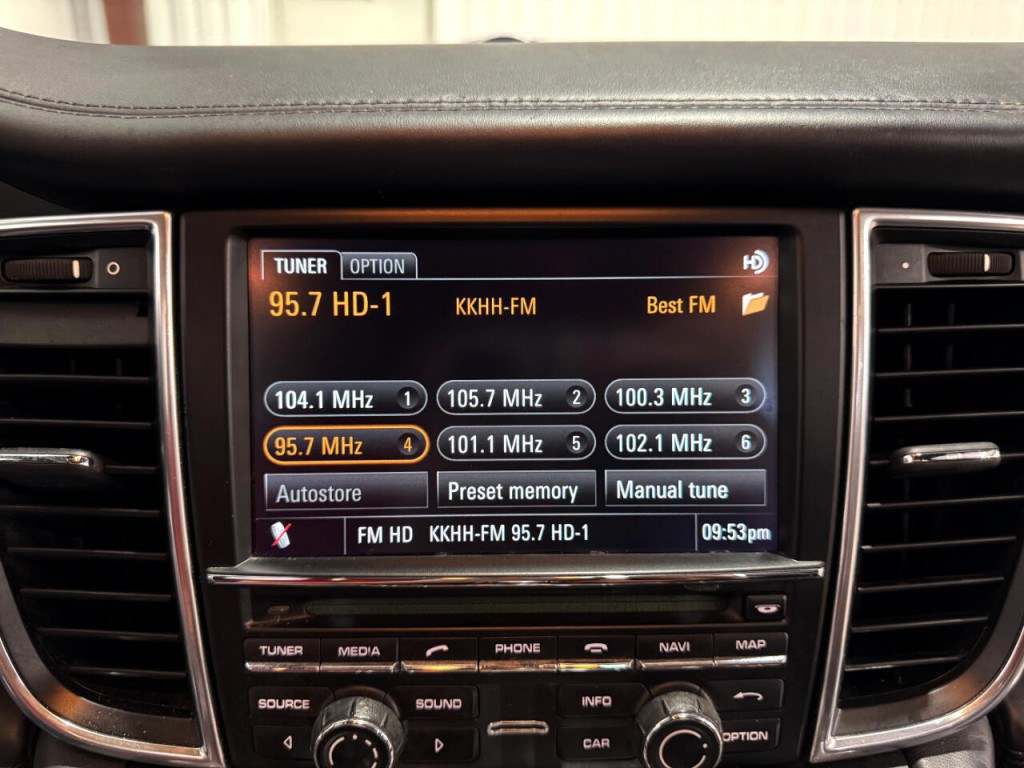 TUNER OPTION HD
95.7 HD-1 KKHH-FM Best FM
104.1 MHz 1 105.7 MHz 2 100.3 MHz 3
95.7 MHz 4 101.1 MHz 5 102.1 MHz 6
Autostore Preset memory Manual tune
FM HD KKHH-FM 95.7 HD-1 09:53pm
TUNER MEDIA PHONE NAVI MAP
SOURCE SOUND INFO
CAR OPTION